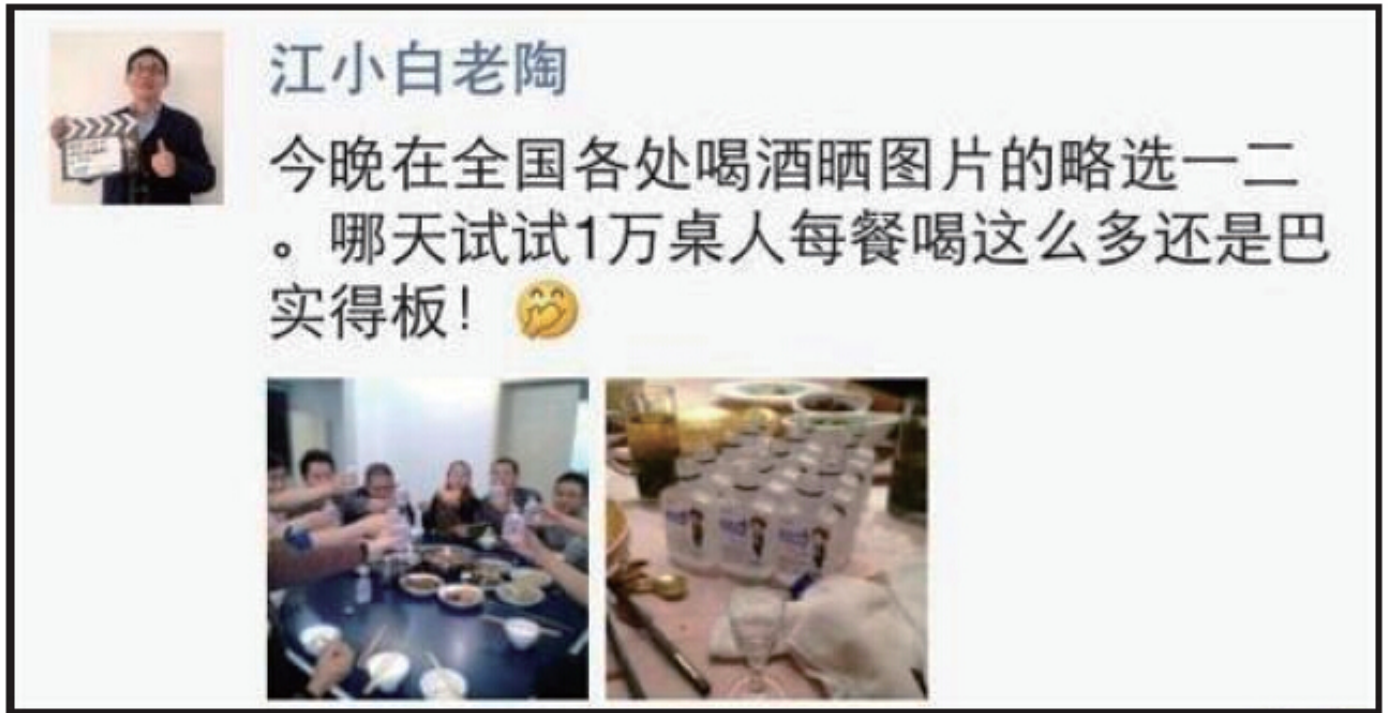 江小白老陶
今晚在全国各处喝酒晒图片的略选一二
。哪天试试1万桌人每餐喝这么多还是巴
实得板!